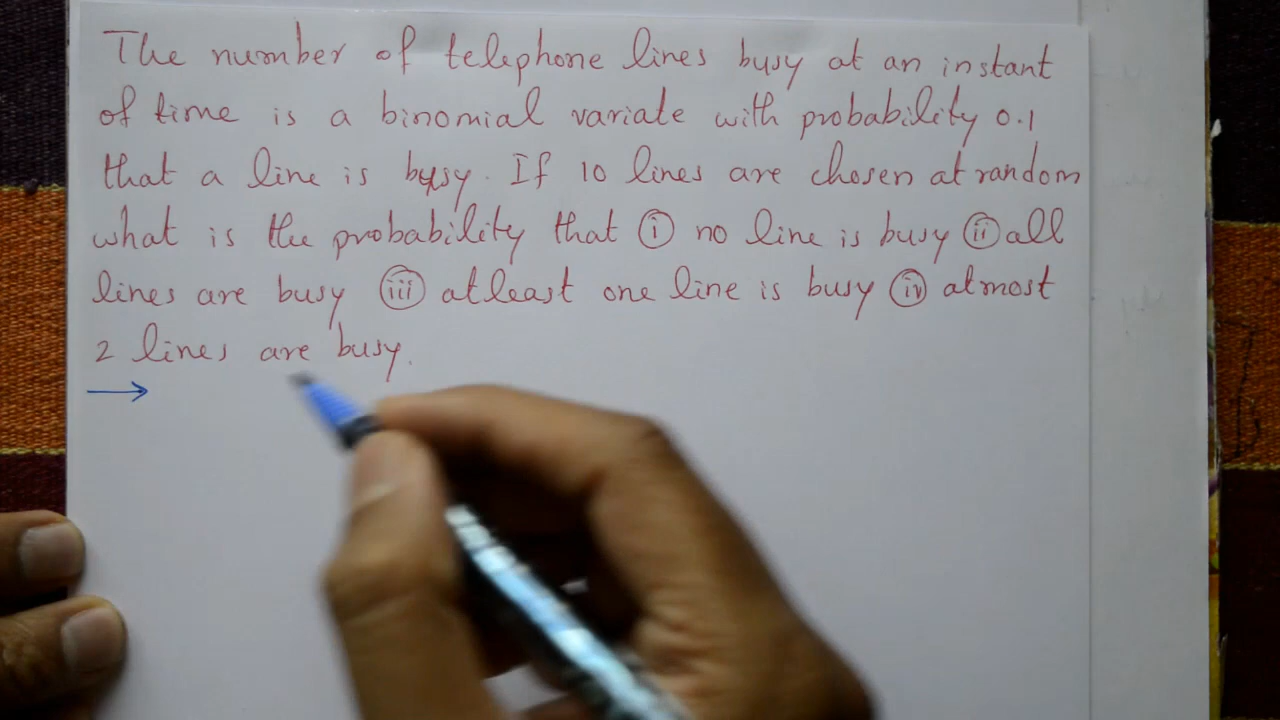 The number of telephone lines busy at an instant
of time is a binomial variate with probability 0.1
that a line is busy. If 10 lines are chosen at random
what is the probability that (i) no line is busy (ii) all
lines are busy (iii) atleast one line is busy (iv) atmost
2 lines are busy.
→